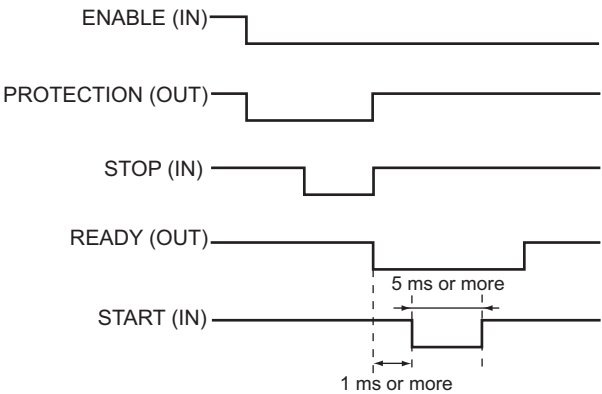 ENABLE (IN)
PROTECTION (OUT)
STOP (IN)
READY (OUT)
5 ms or more
START (IN)
1 ms or more